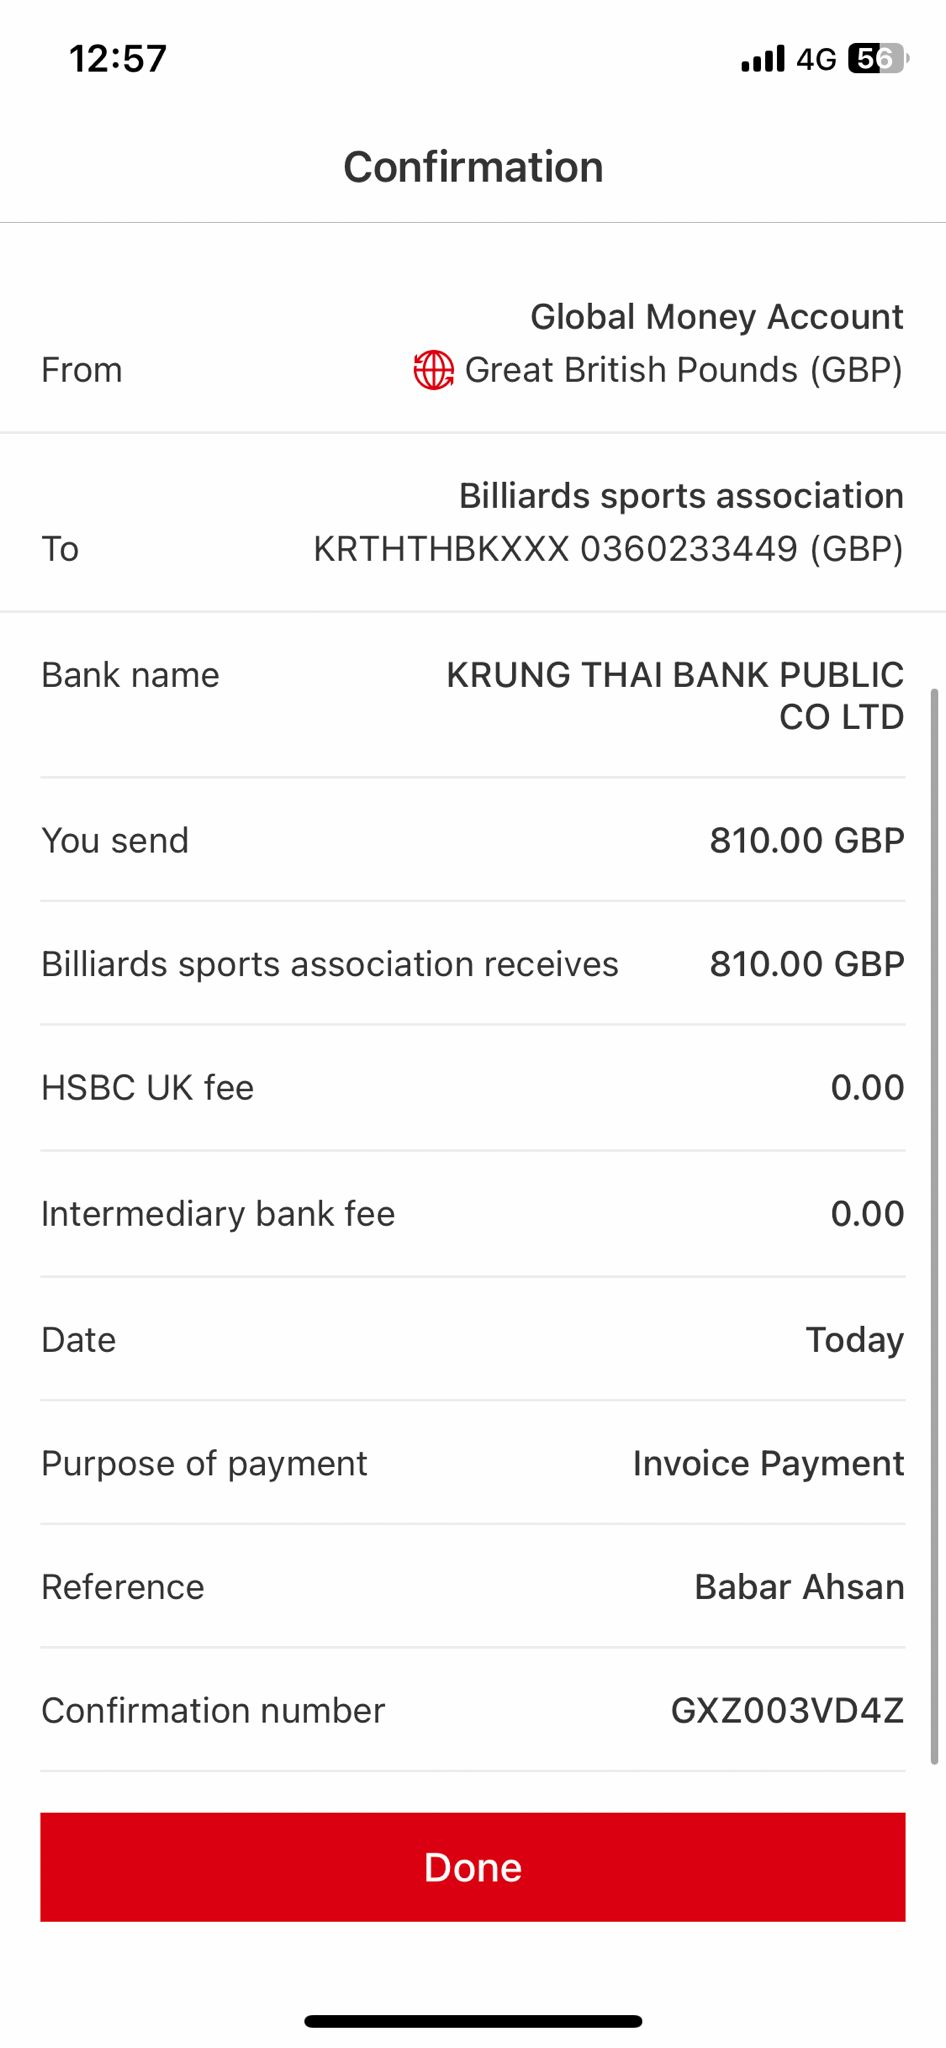 12:57
4G
56
Confirmation
Global Money Account
From
Great British Pounds (GBP)
Billiards sports association
To
KRTHTHBKXXX 0360233449 (GBP)
Bank name
KRUNG THAI BANK PUBLIC
CO LTD
You send
810.00 GBP
Billiards sports association receives
810.00 GBP
HSBC UK fee
0.00
Intermediary bank fee
0.00
Date
Today
Purpose of payment
Invoice Payment
Reference
Babar Ahsan
Confirmation number
GXZ003VD4Z
Done